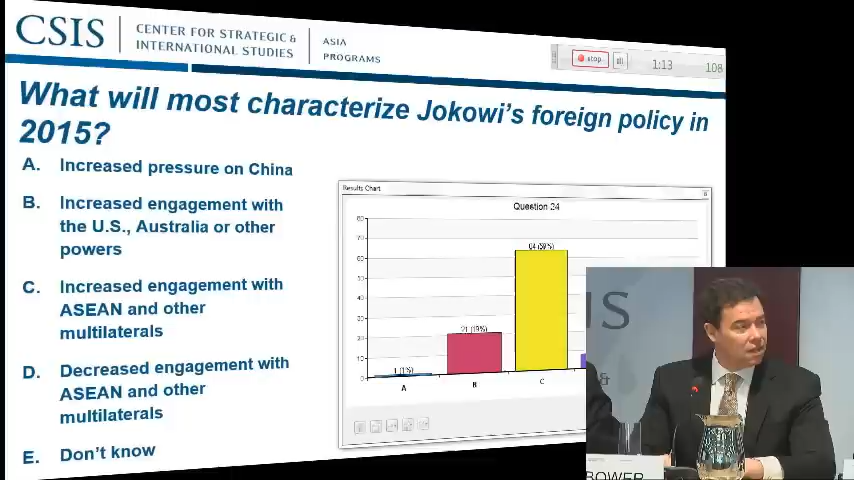 CSIS
CENTER FOR STRATEGIC &
INTERNATIONAL STUDIES
ASIA
PROGRAMS
stop
1:13
108
What will most characterize Jokowi's foreign policy in
2015?
A. Increased pressure on China
B. Increased engagement with
the U.S., Australia or other
powers
C. Increased engagement with
ASEAN and other
multilaterals
D. Decreased engagement with
ASEAN and other
multilaterals
E. Don't know
Results Chart
Question 24
80
70
60
50
40
30
20
10
0
1 (1%)
21 (19%)
64 (59%)
A
B
C
IS
&
BOWER